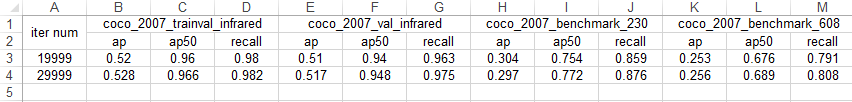 A B C D E F G H I J K L M
1 iter num coco_2007_trainval_infrared coco_2007_val_infrared coco_2007_benchmark_230 coco_2007_benchmark_608
2 ap ap50 recall ap ap50 recall ap ap50 recall ap ap50 recall
3 19999 0.52 0.96 0.98 0.51 0.94 0.963 0.304 0.754 0.859 0.253 0.676 0.791
4 29999 0.528 0.966 0.982 0.517 0.948 0.975 0.297 0.772 0.876 0.256 0.689 0.808
5